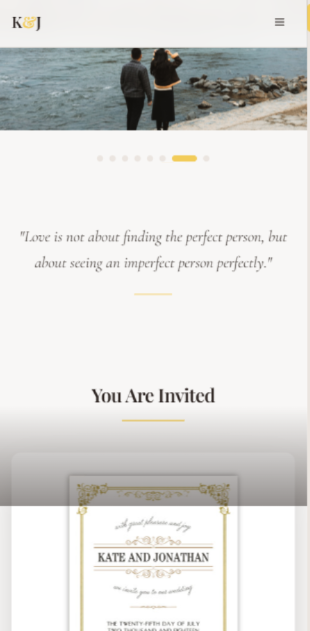 K&J
"Love is not about finding the perfect person, but
about seeing an imperfect person perfectly."
You Are Invited
with great pleasure and joy
KATE AND JONATHAN
we invite you to our wedding
THE TWENTY-FIFTH DAY OF JULY
TWO THOUSAND AND